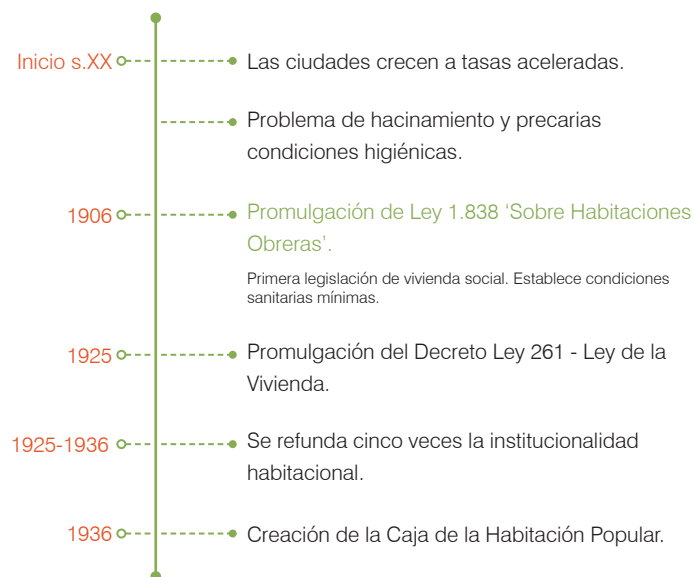 Inicio s.XX
Las ciudades crecen a tasas aceleradas.
Problema de hacinamiento y precarias
condiciones higiénicas.
1906
Promulgación de Ley 1.838 ‘Sobre Habitaciones
Obreras’.
Primera legislación de vivienda social. Establece condiciones
sanitarias mínimas.
1925
Promulgación del Decreto Ley 261 - Ley de la
Vivienda.
1925-1936
Se refunda cinco veces la institucionalidad
habitacional.
1936
Creación de la Caja de la Habitación Popular.